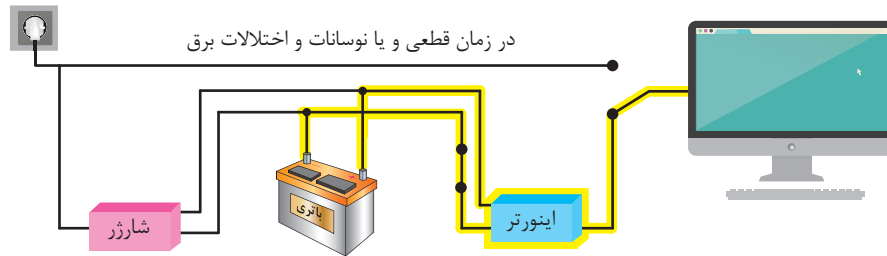 در زمان قطعی و یا نوسانات و اختلالات برق
شارژر
باتری
اینورتر